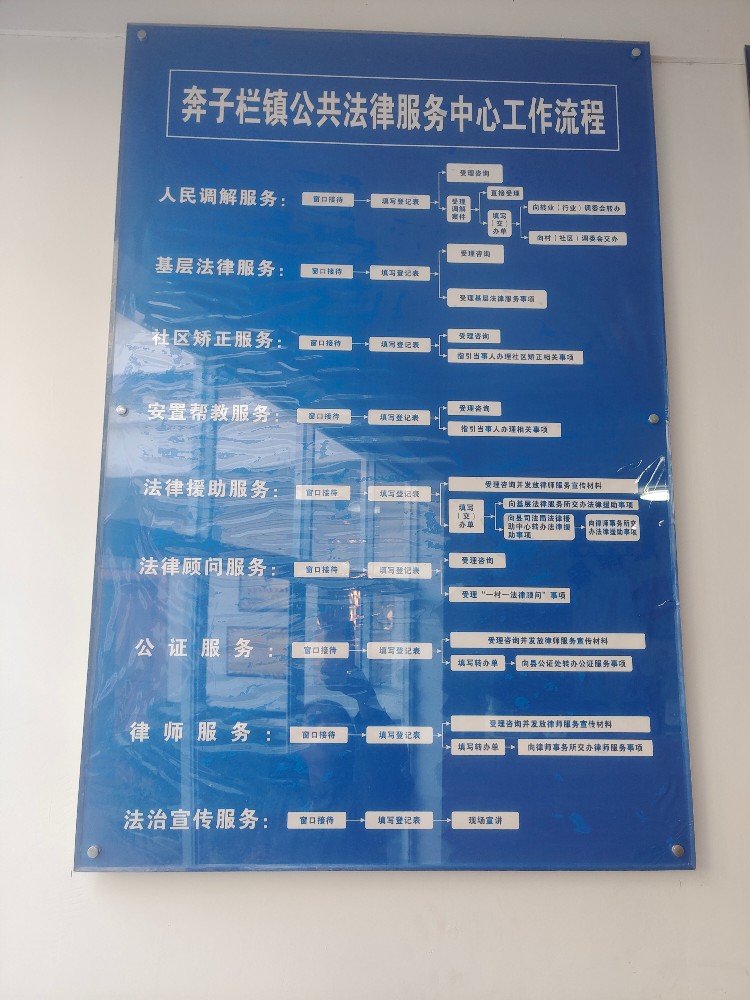 奔子栏镇公共法律服务中心工作流程
人民调解服务：
窗口接待
填写登记表
受理咨询
受理
调解
案件
直接受理
填写
（交）
办单
向转业（行业）调委会转办
向村（社区）调委会交办
基层法律服务：
窗口接待
填写登记表
受理咨询
受理基层法律服务事项
社区矫正服务：
窗口接待
填写登记表
受理咨询
指引当事人办理社区矫正相关事项
安置帮教服务：
窗口接待
填写登记表
受理咨询
指引当事人办理相关事项
法律援助服务：
窗口接待
填写登记表
受理咨询并发放律师服务宣传材料
填写
（交）
办单
向基层法律服务所交办法律援助事项
向县司法局法律援
助中心转办法律援
助事项
向律师事务所交
办法律援助事项
法律顾问服务：
窗口接待
填写登记表
受理咨询
受理“一村一法律顾问”事项
公证服务：
窗口接待
填写登记表
受理咨询并发放律师服务宣传材料
填写转办单
向县公证处转办公证服务事项
律师服务：
窗口接待
填写登记表
受理咨询并发放律师服务宣传材料
填写转办单
向律师事务所交办律师服务事项
法治宣传服务：
窗口接待
填写登记表
现场宣讲